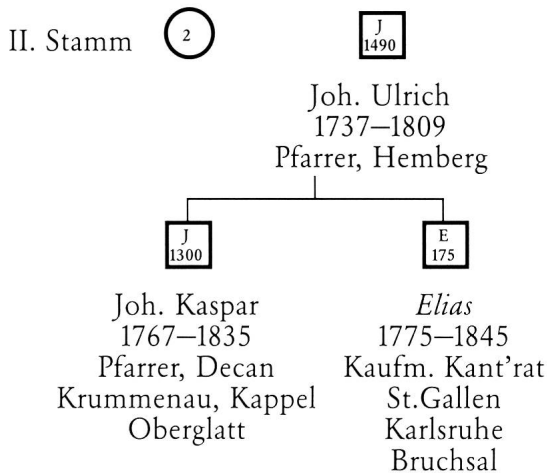 II. Stamm
2
J
1490
Joh. Ulrich
1737–1809
Pfarrer, Hemberg
J
1300
Joh. Kaspar
1767–1835
Pfarrer, Decan
Krummenau, Kappel
Oberglatt
E
175
Elias
1775–1845
Kaufm. Kant'rat
St.Gallen
Karlsruhe
Bruchsal